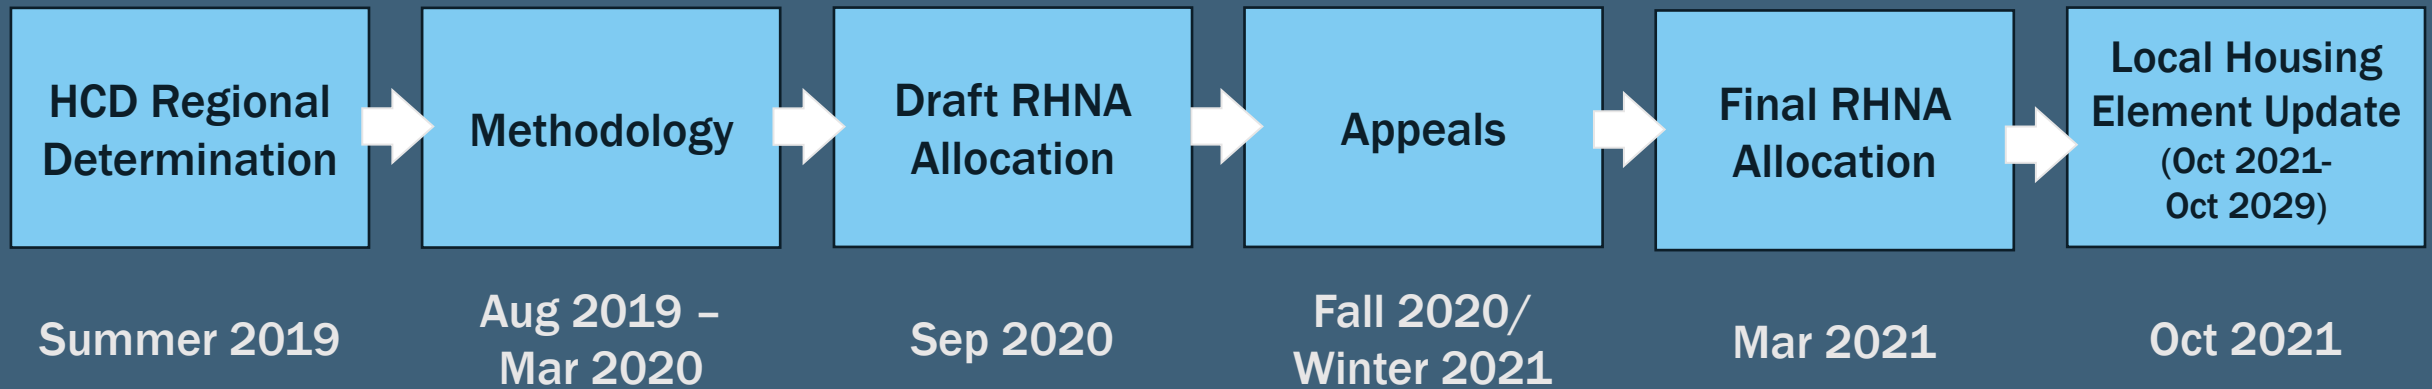 HCD Regional
Determination
Methodology
Draft RHNA
Allocation
Appeals
Final RHNA
Allocation
Local Housing
Element Update
(Oct 2021-
Oct 2029)
Summer 2019
Aug 2019 –
Mar 2020
Sep 2020
Fall 2020/
Winter 2021
Mar 2021
Oct 2021